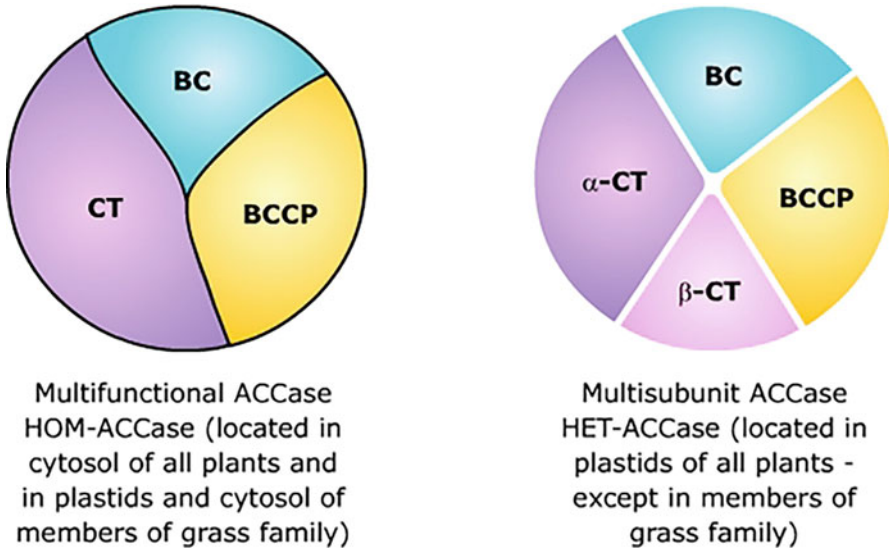 BC
CT
BCCP
Multifunctional ACCase
HOM-ACCase (located in
cytosol of all plants and
in plastids and cytosol of
members of grass family)
BC
α-CT
BCCP
β-CT
Multisubunit ACCase
HET-ACCase (located in
plastids of all plants -
except in members of
grass family)